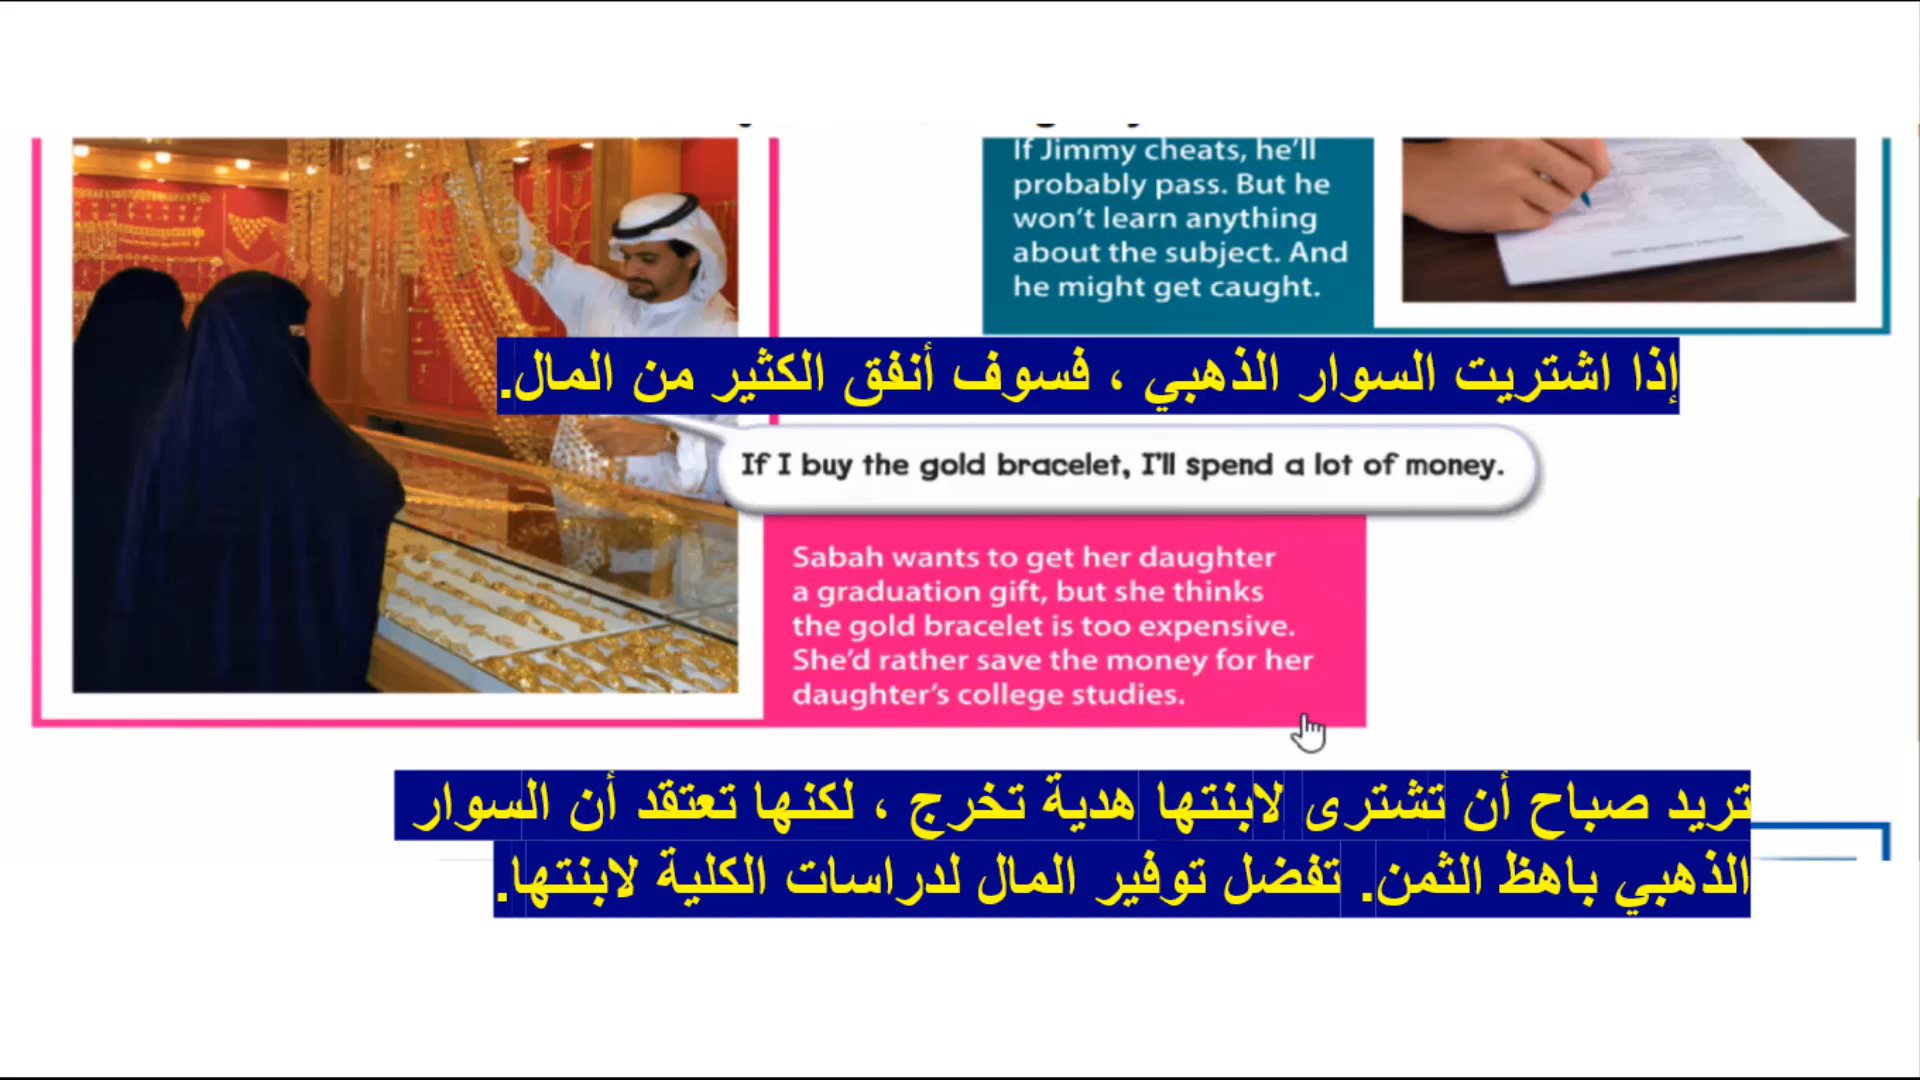 If Jimmy cheats, he'll
probably pass. But he
won't learn anything
about the subject. And
he might get caught.
إذا اشتريت السوار الذهبي ، فسوف أنفق الكثير من المال.
If I buy the gold bracelet, I'll spend a lot of money.
Sabah wants to get her daughter
a graduation gift, but she thinks
the gold bracelet is too expensive.
She'd rather save the money for her
daughter's college studies.
تريد صباح أن تشترى لابنتها هدية تخرج ، لكنها تعتقد أن السوار
الذهبي باهظ الثمن. تفضل توفير المال لدراسات الكلية لابنتها.